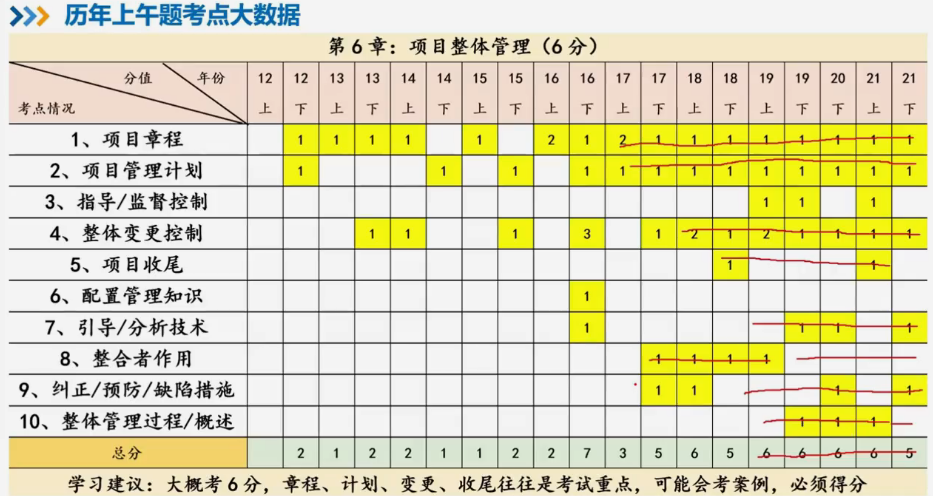 历年上午题考点大数据
第6章：项目整体管理（6分）
分值 年份 12 12 13 13 14 14 15 15 16 16 17 17 18 18 19 19 20 21 21
考点情况 上 下 上 下 上 下 上 下 上 下 上 下 上 下 上 下 下 上 下
1、项目章程 1 1 1 1 1 2 1 2 1 1 1 1 1 1 1 1
2、项目管理计划 1 1 1 1 1 1 1 1 1 1 1 1 1
3、指导/监督控制 1 1 1
4、整体变更控制 1 1 1 3 1 2 1 2 1 1 1 1
5、项目收尾 1 1
6、配置管理知识 1
7、引导/分析技术 1 1 1 1
8、整合者作用 1 1 1 1
9、纠正/预防/缺陷措施 1 1 1 1
10、整体管理过程/概述 1 1 1
总分 2 1 2 2 1 1 2 2 7 3 5 6 5 6 6 6 6 5
学习建议：大概考6分，章程、计划、变更、收尾往往是考试重点，可能会考案例，必须得分